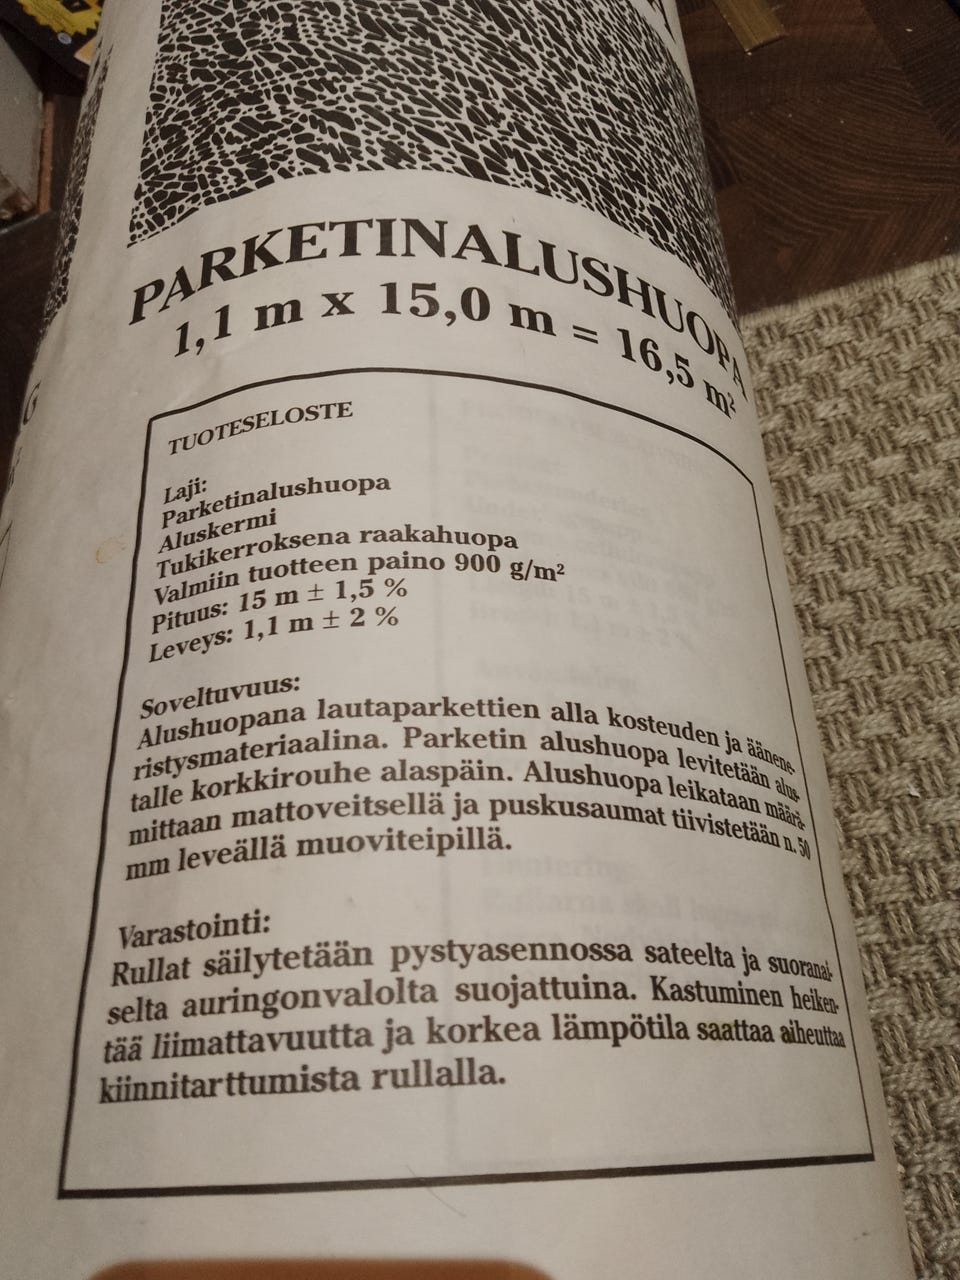 PARKETINALUSHUOPA
1,1 m x 15,0 m = 16,5 m²
TUOTESELOSTE
Laji:
Parketinalushuopa
Aluskermi
Tukikerroksena raakahuopa
Valmiin tuotteen paino 900 g/m²
Pituus: 15 m ± 1,5 %
Leveys: 1,1 m ± 2 %
Soveltuvuus:
Alushuopana lautaparkettien alla kosteuden ja äänene-
ristysmateriaalina. Parketin alushuopa levitetään alus-
talle korkkirouhe alaspäin. Alushuopa leikataan määrä-
mittaan mattoveitsellä ja puskusaumat tiivistetään n. 50
mm leveällä muoviteipillä.
Varastointi:
Rullat säilytetään pystyasennossa sateelta ja suoranai-
selta auringonvalolta suojattuina. Kastuminen heiken-
tää liimattavuutta ja korkea lämpötila saattaa aiheuttaa
kiinnitarttumista rullalla.